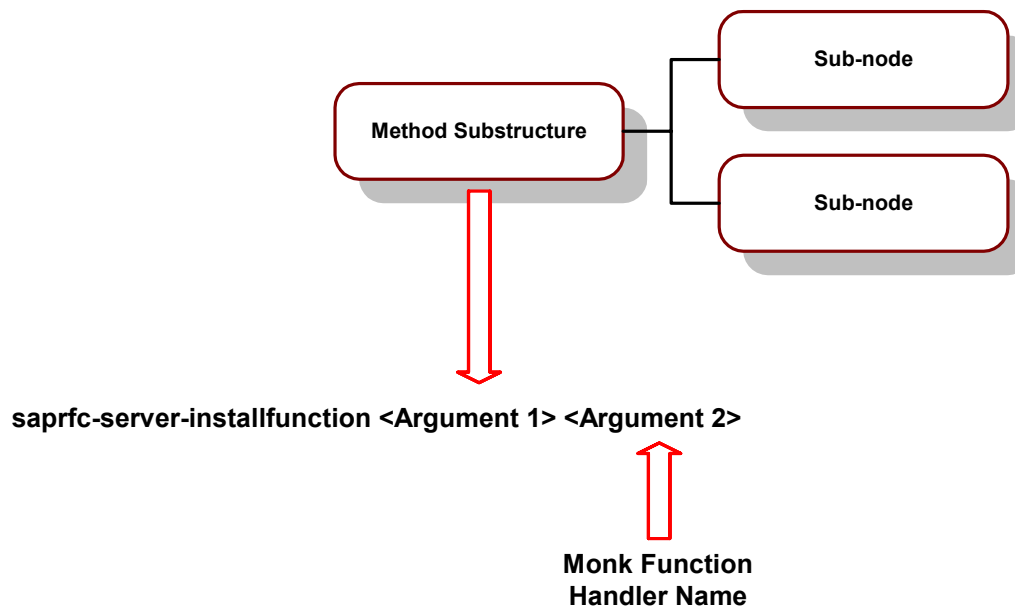 Sub-node
Method Substructure
Sub-node
saprfc-server-installfunction <Argument 1> <Argument 2>
Monk Function
Handler Name